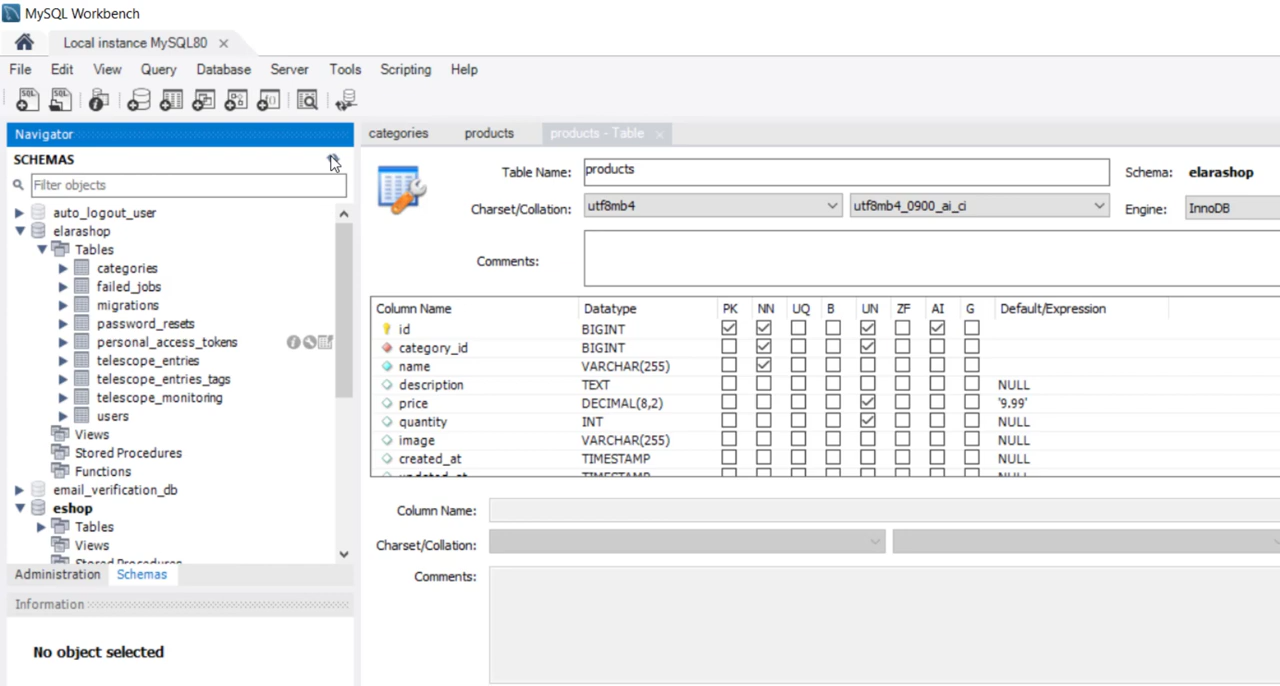 MySQL Workbench
Local instance MySQL80
File Edit View Query Database Server Tools Scripting Help
Navigator
SCHEMAS
Filter objects
auto_logout_user
elarashop
Tables
categories
failed_jobs
migrations
password_resets
personal_access_tokens
telescope_entries
telescope_entries_tags
telescope_monitoring
users
Views
Stored Procedures
Functions
email_verification_db
eshop
Tables
Views
Stored Procedures
Administration Schemas
Information
No object selected
categories products products - Table
Table Name: products Schema: elarashop
Charset/Collation: utf8mb4 utf8mb4_0900_ai_ci Engine: InnoDB
Comments:
Column Name Datatype PK NN UQ B UN ZF AI G Default/Expression
id BIGINT
category_id BIGINT
name VARCHAR(255)
description TEXT NULL
price DECIMAL(8,2) '9.99'
quantity INT NULL
image VARCHAR(255) NULL
created_at TIMESTAMP NULL
updated_at TIMESTAMP NULL
Column Name:
Charset/Collation:
Comments: